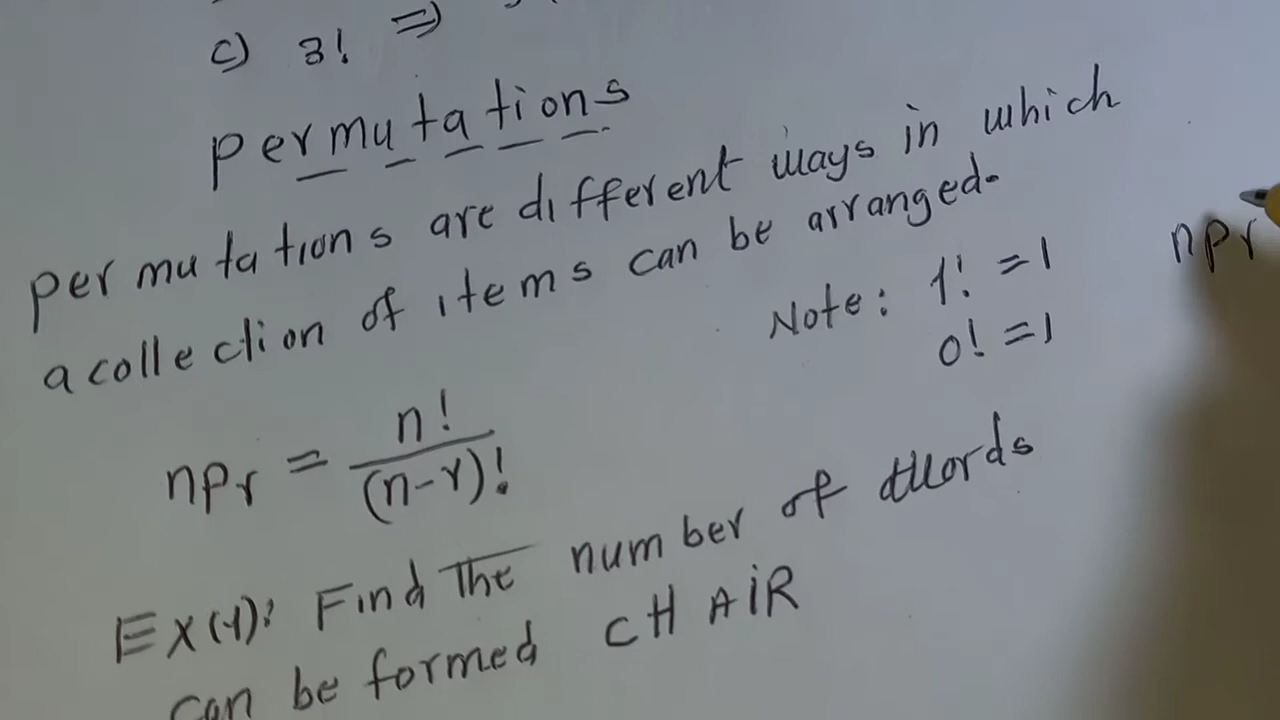 c) 3! =>
permutations
permutations are different ways in which
a collection of items can be arranged.
Note: 1! = 1
0! = 1
npr
npr = n! / (n-r)!
Ex(1): Find The number of words
can be formed CHAiR